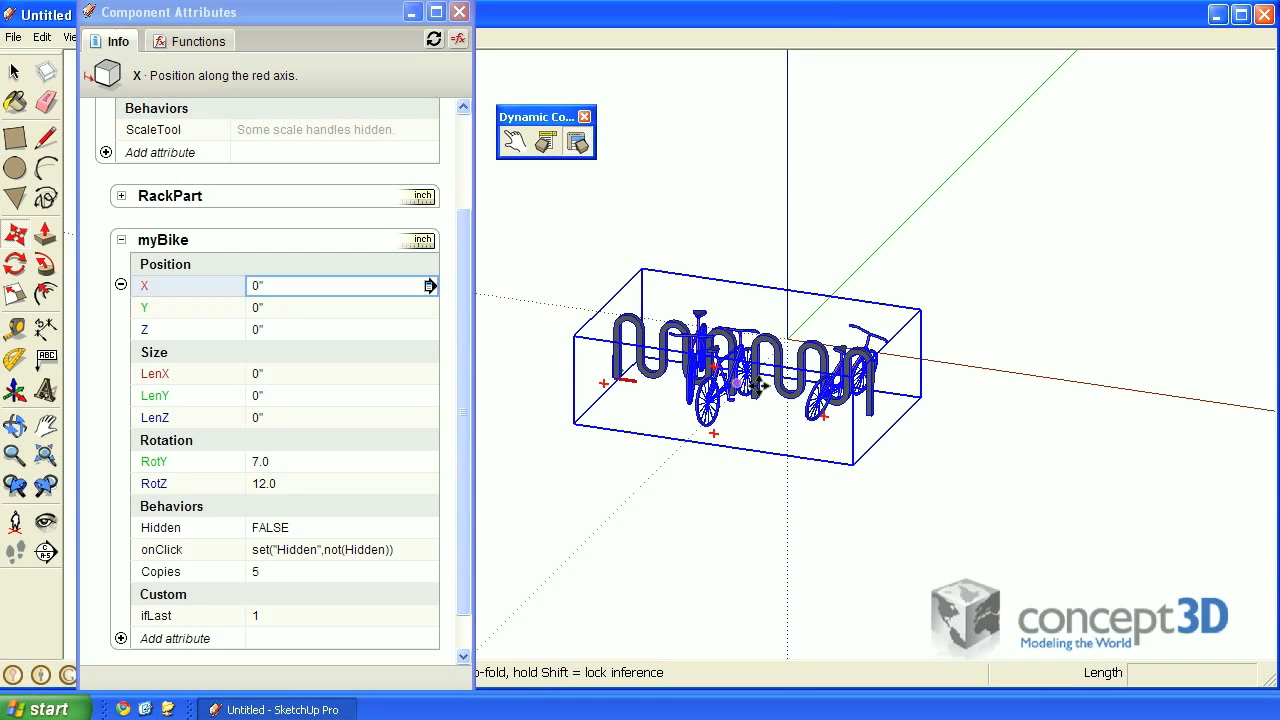 Untitled
Component Attributes
File Edit Vie
Info
Functions
=fx
X · Position along the red axis.
Behaviors
ScaleTool Some scale handles hidden.
Add attribute
RackPart inch
myBike inch
Position
X 0"
Y 0"
Z 0"
Size
LenX 0"
LenY 0"
LenZ 0"
Rotation
RotY 7.0
RotZ 12.0
Behaviors
Hidden FALSE
onClick set("Hidden",not(Hidden))
Copies 5
Custom
ifLast 1
Add attribute
Dynamic Co...
ABC
A
concept3D
Modeling the World
o-fold, hold Shift = lock inference
Length
start
Untitled - SketchUp Pro